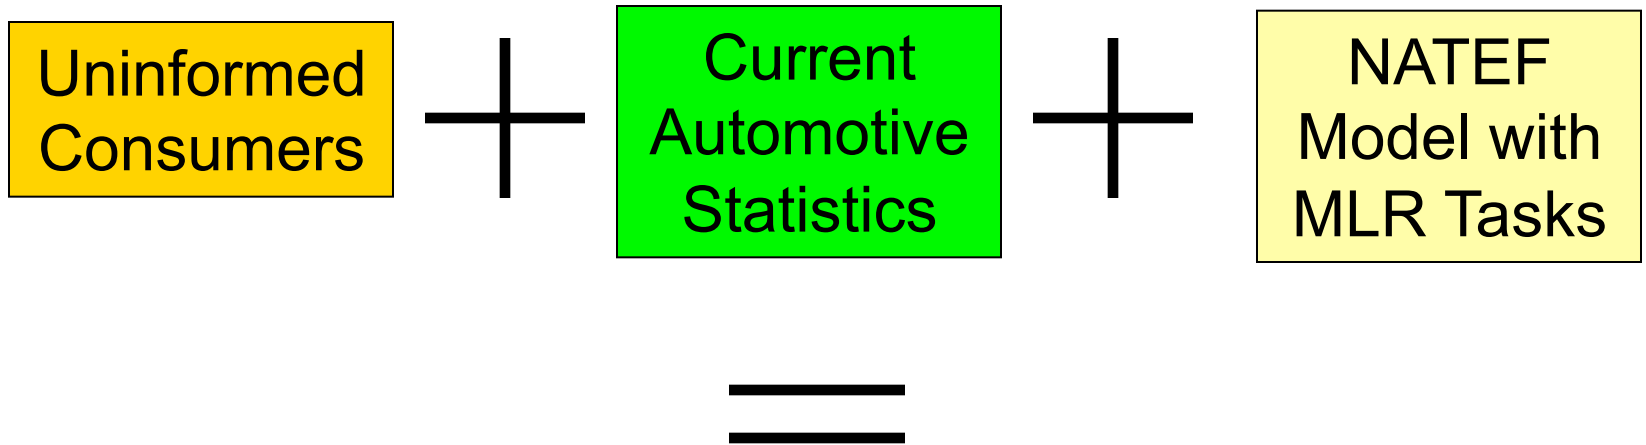 Uninformed
Consumers
+
Current
Automotive
Statistics
+
NATEF
Model with
MLR Tasks
=